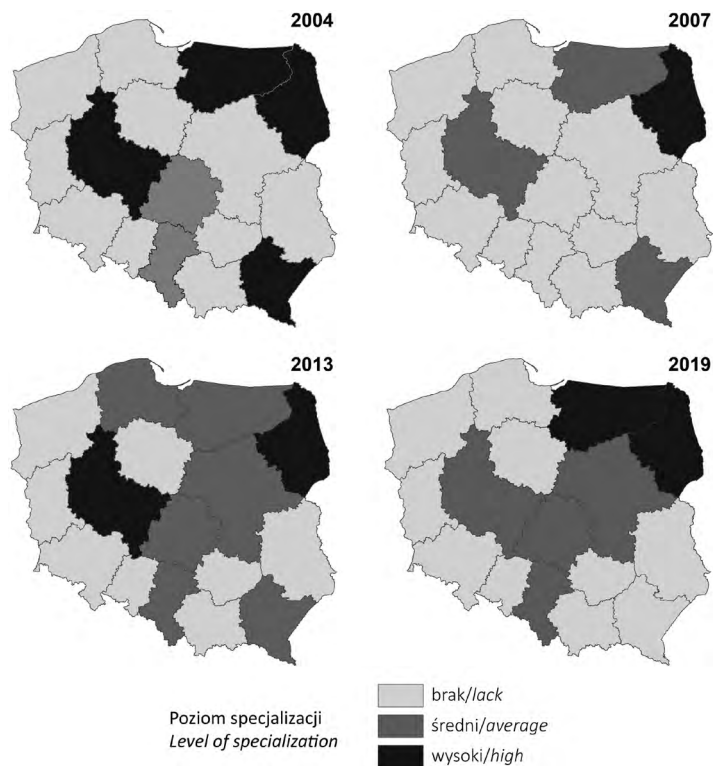 2004
2007
2013
2019
Poziom specjalizacji
Level of specialization
brak/lack
średni/average
wysoki/high